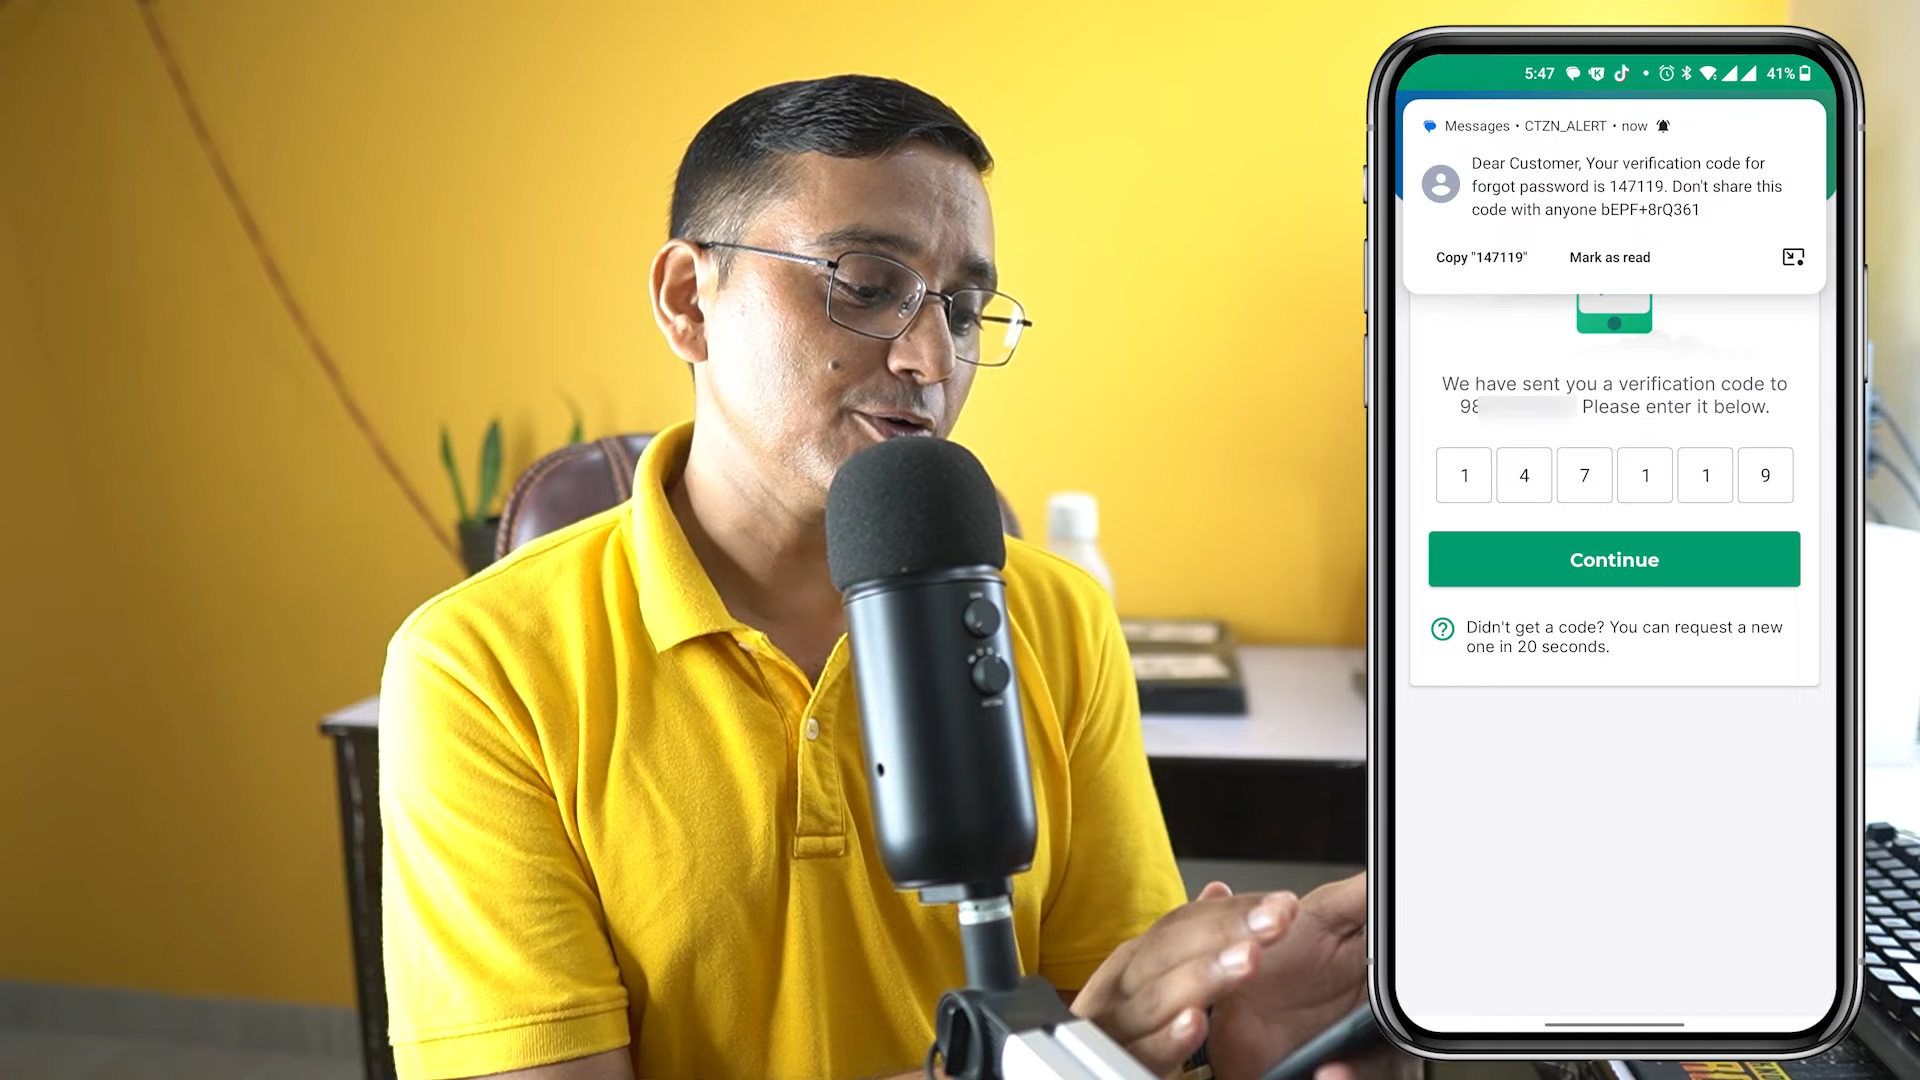 5:47
41%
Messages • CTZN_ALERT • now
Dear Customer, Your verification code for
forgot password is 147119. Don't share this
code with anyone bEPF+8rQ361
Copy "147119"
Mark as read
We have sent you a verification code to
98 Please enter it below.
1 4 7 1 1 9
Continue
Didn't get a code? You can request a new
one in 20 seconds.